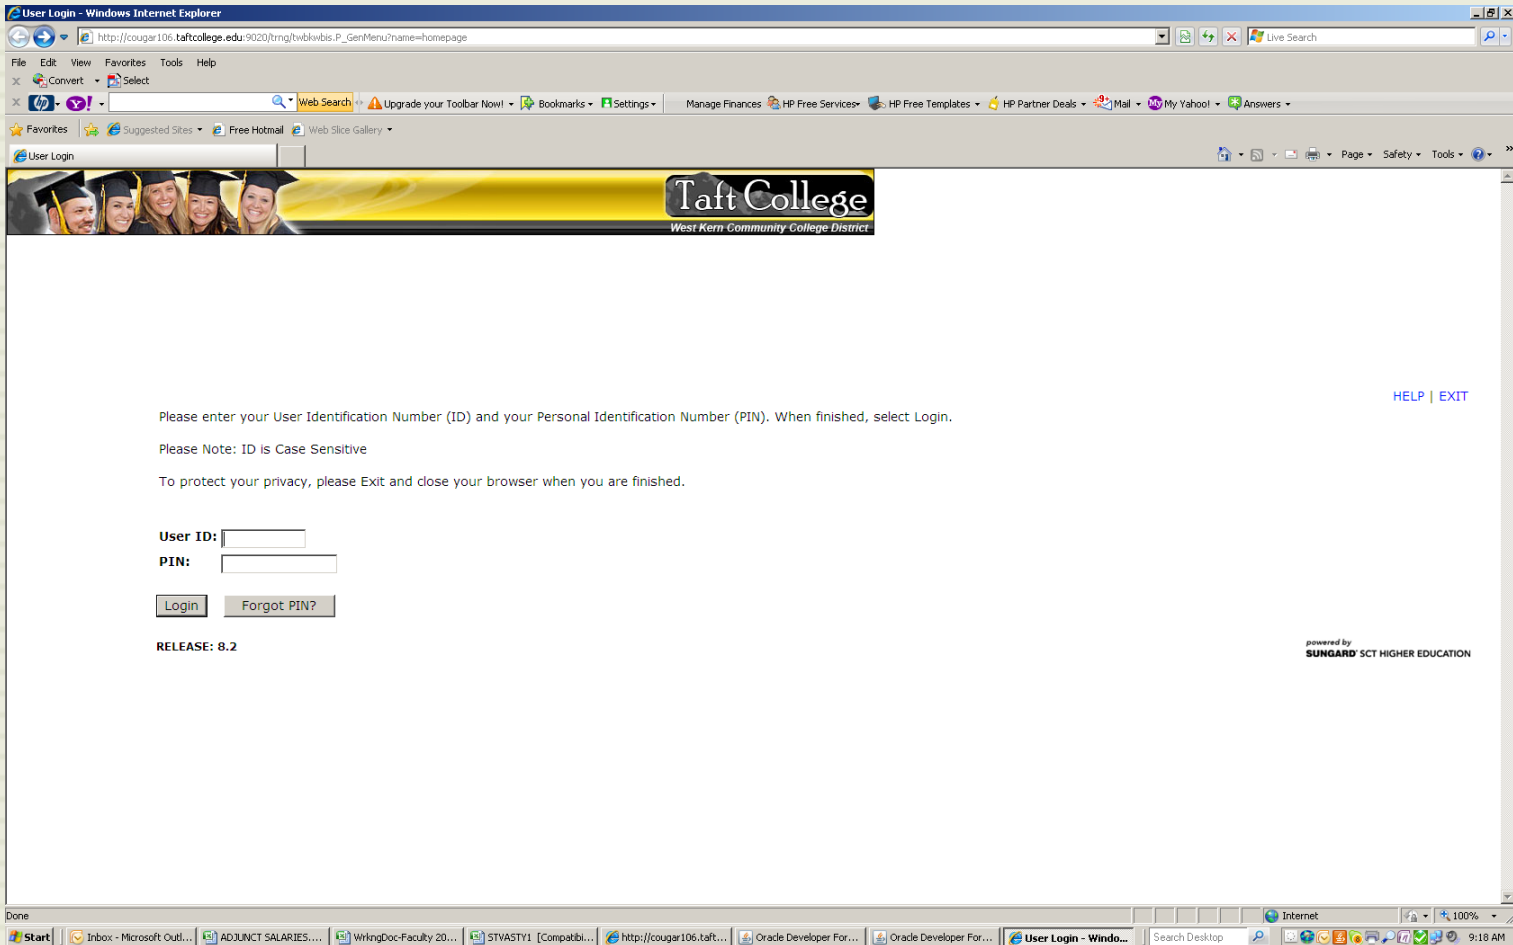 User Login - Windows Internet Explorer
http://cougar106.taftcollege.edu:9020/trng/twbkwbis.P_GenMenu?name=homepage
Live Search
File Edit View Favorites Tools Help
x Convert Select
x Web Search Upgrade your Toolbar Now! Bookmarks Settings Manage Finances HP Free Services HP Free Templates HP Partner Deals Mail My Yahoo! Answers
Favorites Suggested Sites Free Hotmail Web Slice Gallery
User Login
Page Safety Tools
Taft College
West Kern Community College District
HELP | EXIT
Please enter your User Identification Number (ID) and your Personal Identification Number (PIN). When finished, select Login.
Please Note: ID is Case Sensitive
To protect your privacy, please Exit and close your browser when you are finished.
User ID:
PIN:
Login Forgot PIN?
RELEASE: 8.2
powered by
SUNGARD SCT HIGHER EDUCATION
Done Internet 100%
Start Inbox - Microsoft Outl... ADJUNCT SALARIES.... WrkngDoc-Faculty 20... STVASTY1 [Compatibi... http://cougar106.taft... Oracle Developer For... Oracle Developer For... User Login - Windo... Search Desktop 9:18 AM